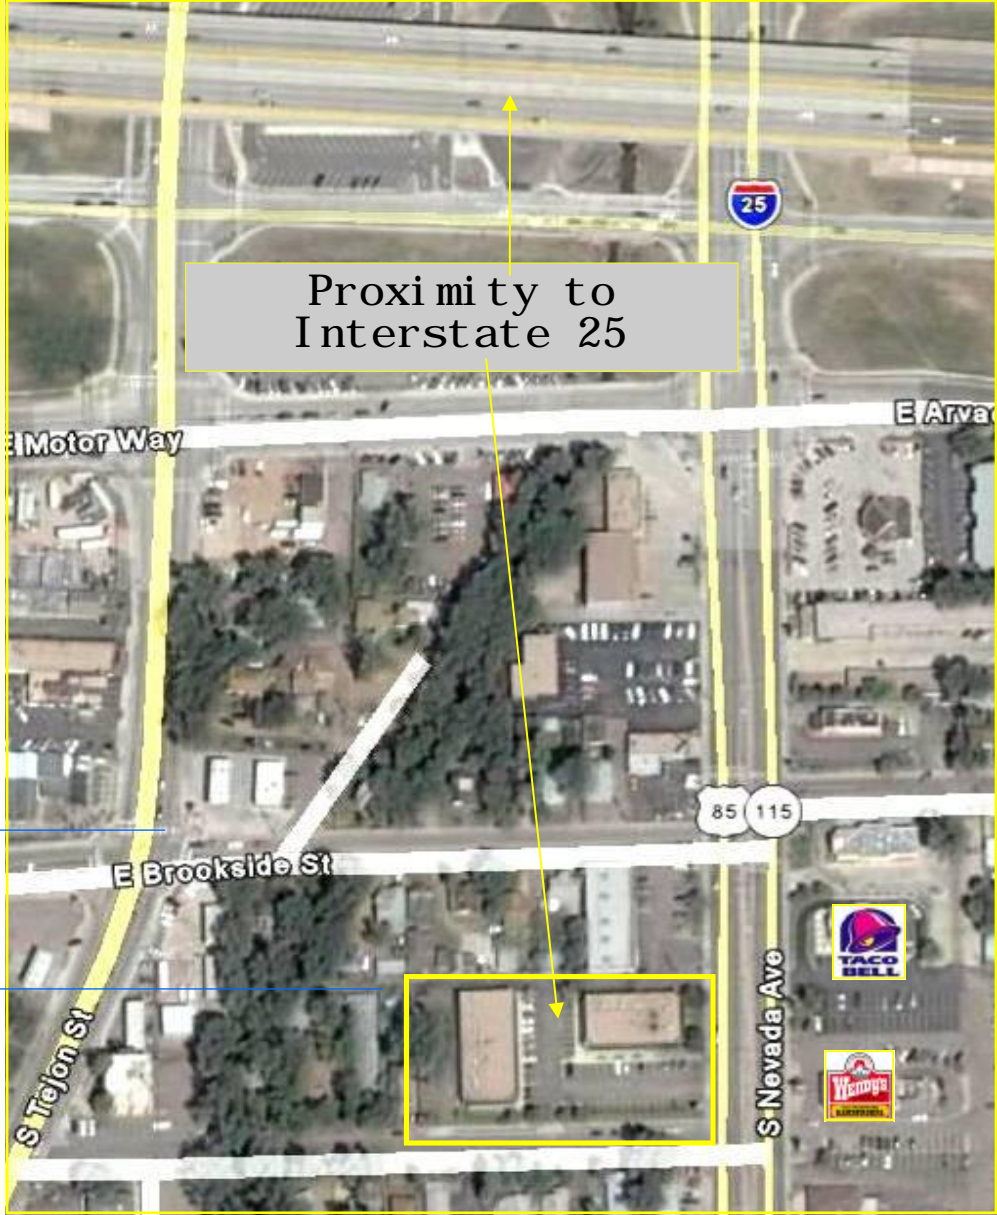 25
Proximity to
Interstate 25
E Motor Way
E Arva
85
115
E Brookside St
TACO
BELL
S Nevada Ave
S Tejon St
WENDY'S